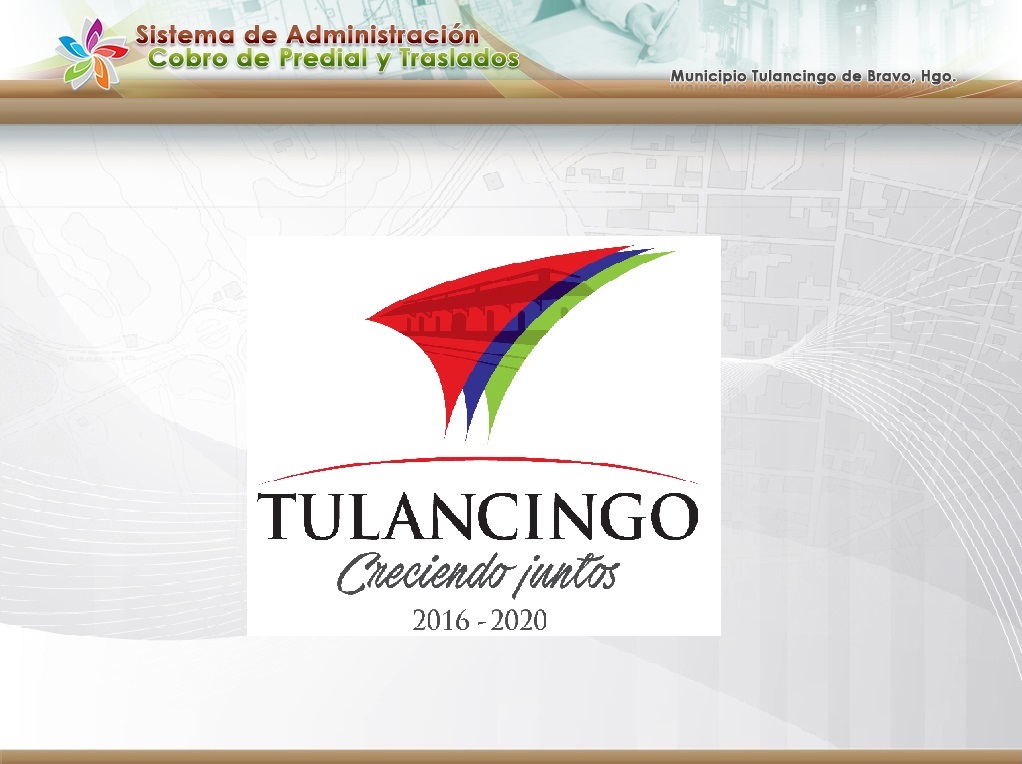 Sistema de Administración
Cobro de Predial y Traslados
Municipio Tulancingo de Bravo, Hgo.
TULANCINGO
Creciendo juntos
2016 - 2020